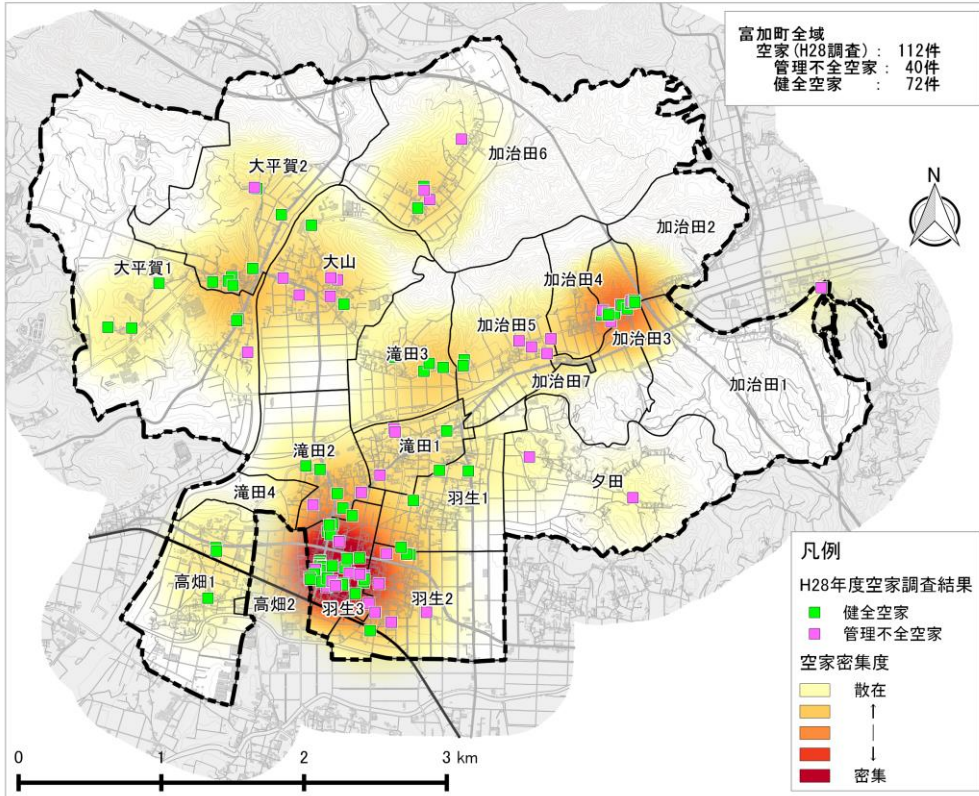 富加町全域
空家(H28調査): 112件
管理不全空家: 40件
健全空家 : 72件
N
加治田6
大平賀2
加治田2
大平賀1
大山
加治田4
加治田5
加治田3
滝田3
加治田7
加治田1
滝田1
滝田2
夕田
羽生1
滝田4
高畑1
高畑2
羽生3
羽生2
凡例
H28年度空家調査結果
健全空家
管理不全空家
空家密集度
散在
密集
0 1 2 3 km